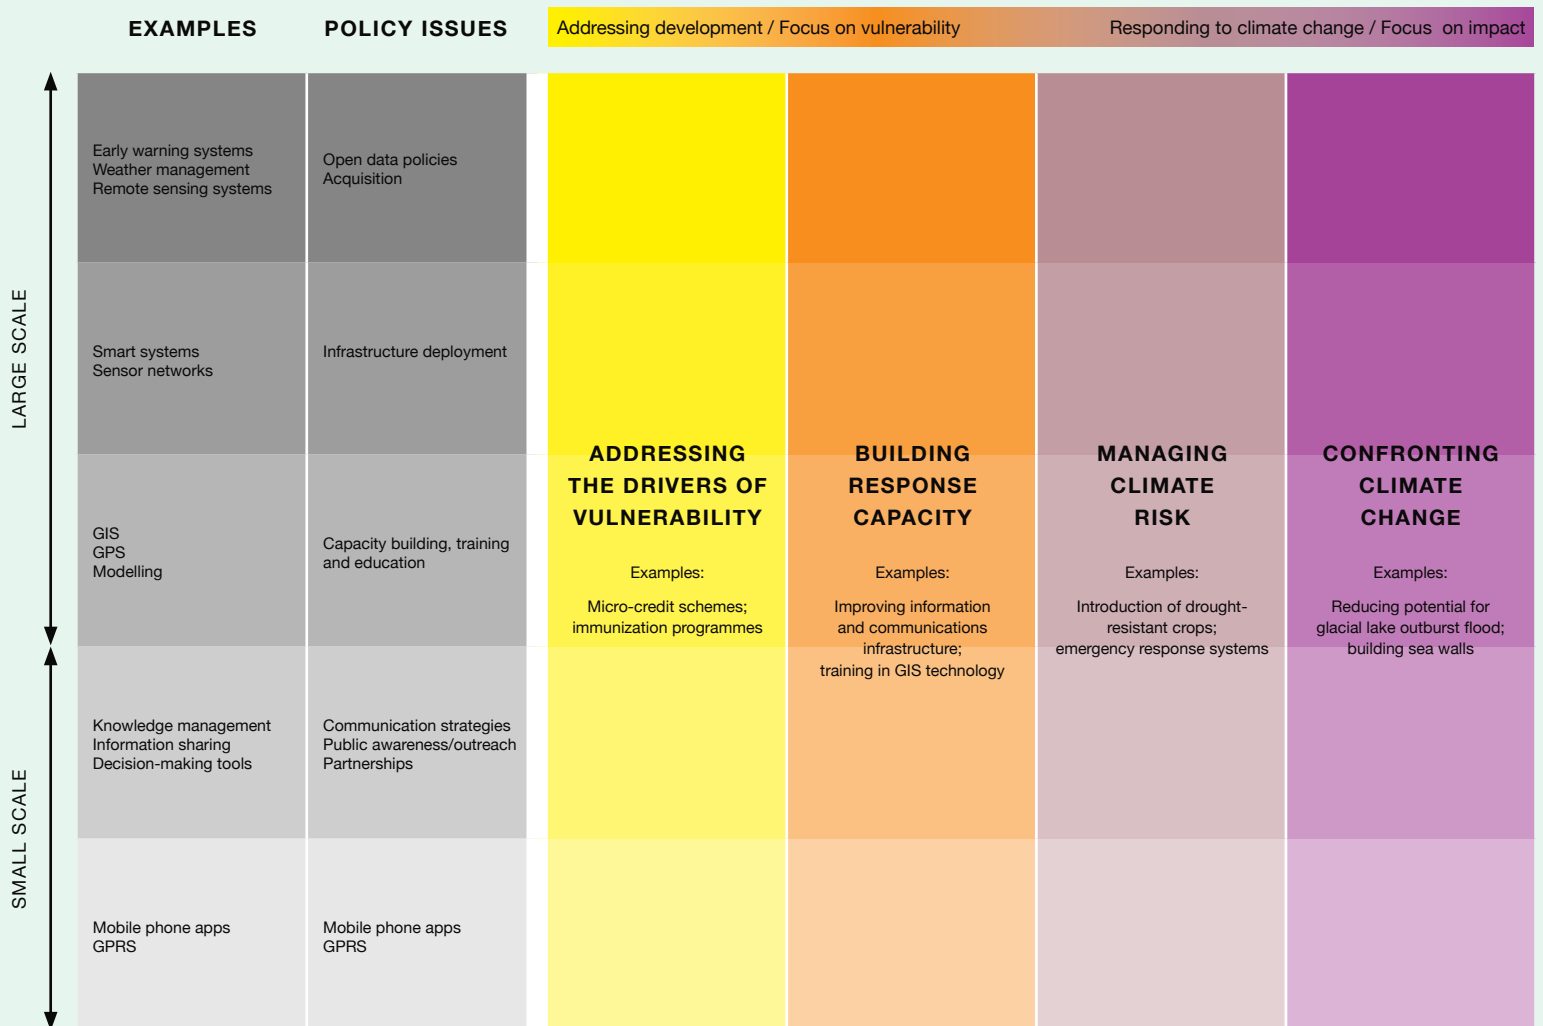 EXAMPLES
POLICY ISSUES
Addressing development / Focus on vulnerability
Responding to climate change / Focus on impact
LARGE SCALE
Early warning systems
Weather management
Remote sensing systems
Open data policies
Acquisition
Smart systems
Sensor networks
Infrastructure deployment
GIS
GPS
Modelling
Capacity building, training
and education
SMALL SCALE
Knowledge management
Information sharing
Decision-making tools
Communication strategies
Public awareness/outreach
Partnerships
Mobile phone apps
GPRS
Mobile phone apps
GPRS
ADDRESSING
THE DRIVERS OF
VULNERABILITY
Examples:
Micro-credit schemes;
immunization programmes
BUILDING
RESPONSE
CAPACITY
Examples:
Improving information
and communications
infrastructure;
training in GIS technology
MANAGING
CLIMATE
RISK
Examples:
Introduction of drought-
resistant crops;
emergency response systems
CONFRONTING
CLIMATE
CHANGE
Examples:
Reducing potential for
glacial lake outburst flood;
building sea walls